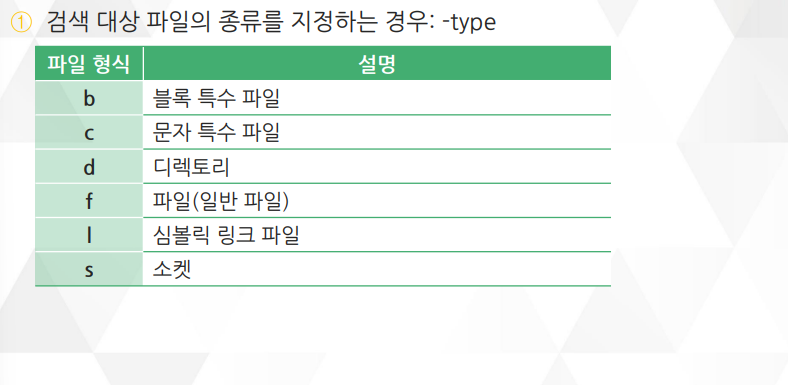 ① 검색 대상 파일의 종류를 지정하는 경우: -type
파일 형식 설명
b 블록 특수 파일
c 문자 특수 파일
d 디렉토리
f 파일(일반 파일)
l 심볼릭 링크 파일
s 소켓